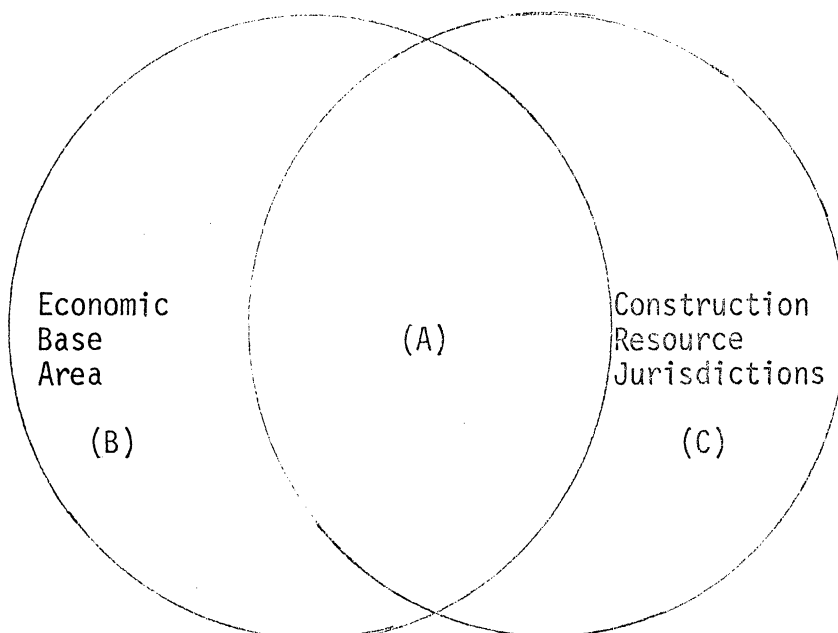 Economic
Base
Area
(B)
(A)
Construction
Resource
Jurisdictions
(C)